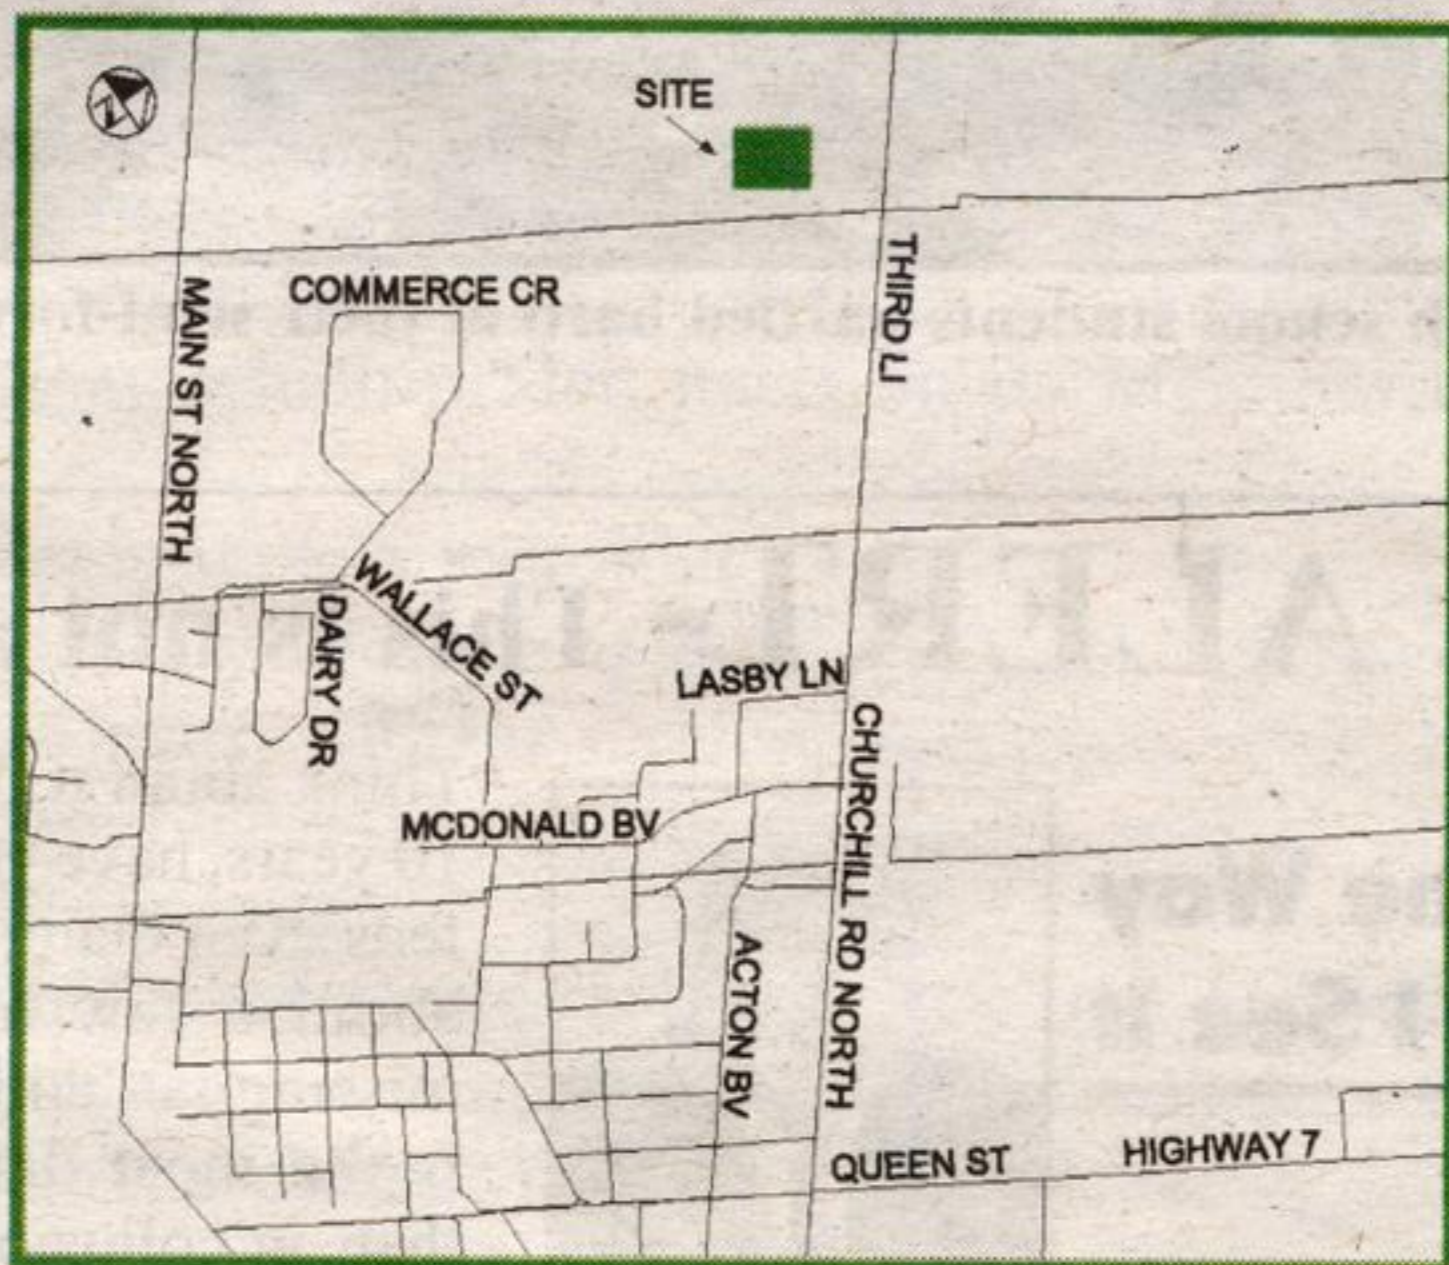 SITE
COMMERCE CR
MAIN ST NORTH
THIRD LI
WALLACE ST
DAIRY DR
LASBY LN
CHURCHILL RD NORTH
MCDONALD BV
ACTON BV
QUEEN ST
HIGHWAY 7